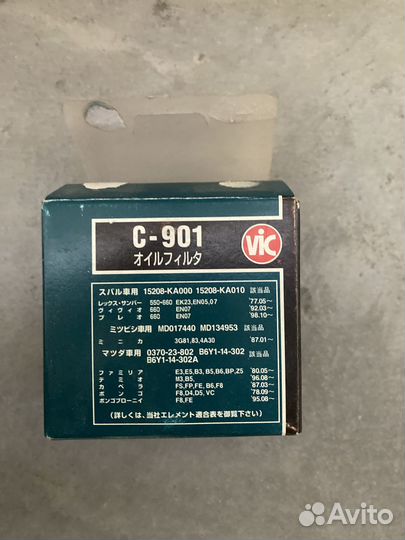 C-901
オイルフィルタ
VIC
スバル車用 15208-KA000 15208-KA010 該当品
レックス・サンバー 550-660 EK23,EN05,07 '77.05~
ヴィヴィオ 660 EN07 '92.03~
プレオ 660 EN07 '98.10~
ミツビシ車用 MD017440 MD134953 該当品
ミニカ 3G81,83,4A30 '87.01~
マツダ車用 0370-23-802 B6Y1-14-302 該当品
B6Y1-14-302A
ファミリア E3,E5,B3,B5,B6,BP,Z5 '80.05~
テミオ M3,B5, '96.08~
カペラ F5,FP,FE,B6,F8 '87.03~
ボンゴ F8,D4,D5,VC '78.09~
ボンゴブローニイ F8,FE '95.08~
(詳しくは、当社エレメント適合表を御覧下さい)
Avito